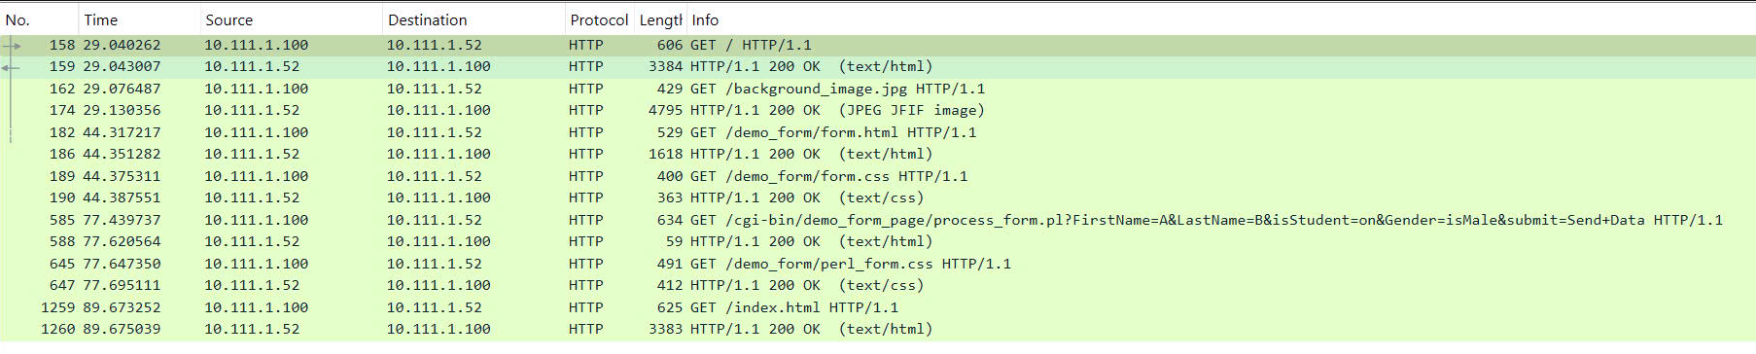 No. Time Source Destination Protocol Length Info
158 29.040262 10.111.1.100 10.111.1.52 HTTP 606 GET / HTTP/1.1
159 29.043007 10.111.1.52 10.111.1.100 HTTP 3384 HTTP/1.1 200 OK (text/html)
162 29.076487 10.111.1.100 10.111.1.52 HTTP 429 GET /background_image.jpg HTTP/1.1
174 29.130356 10.111.1.52 10.111.1.100 HTTP 4795 HTTP/1.1 200 OK (JPEG JFIF image)
182 44.317217 10.111.1.100 10.111.1.52 HTTP 529 GET /demo_form/form.html HTTP/1.1
186 44.351282 10.111.1.52 10.111.1.100 HTTP 1618 HTTP/1.1 200 OK (text/html)
189 44.375311 10.111.1.100 10.111.1.52 HTTP 400 GET /demo_form/form.css HTTP/1.1
190 44.387551 10.111.1.52 10.111.1.100 HTTP 363 HTTP/1.1 200 OK (text/css)
585 77.439737 10.111.1.100 10.111.1.52 HTTP 634 GET /cgi-bin/demo_form_page/process_form.pl?FirstName=A&LastName=B&isStudent=on&Gender=isMale&submit=Send+Data HTTP/1.1
588 77.620564 10.111.1.52 10.111.1.100 HTTP 59 HTTP/1.1 200 OK (text/html)
645 77.647350 10.111.1.100 10.111.1.52 HTTP 491 GET /demo_form/perl_form.css HTTP/1.1
647 77.695111 10.111.1.52 10.111.1.100 HTTP 412 HTTP/1.1 200 OK (text/css)
1259 89.673252 10.111.1.100 10.111.1.52 HTTP 625 GET /index.html HTTP/1.1
1260 89.675039 10.111.1.52 10.111.1.100 HTTP 3383 HTTP/1.1 200 OK (text/html)